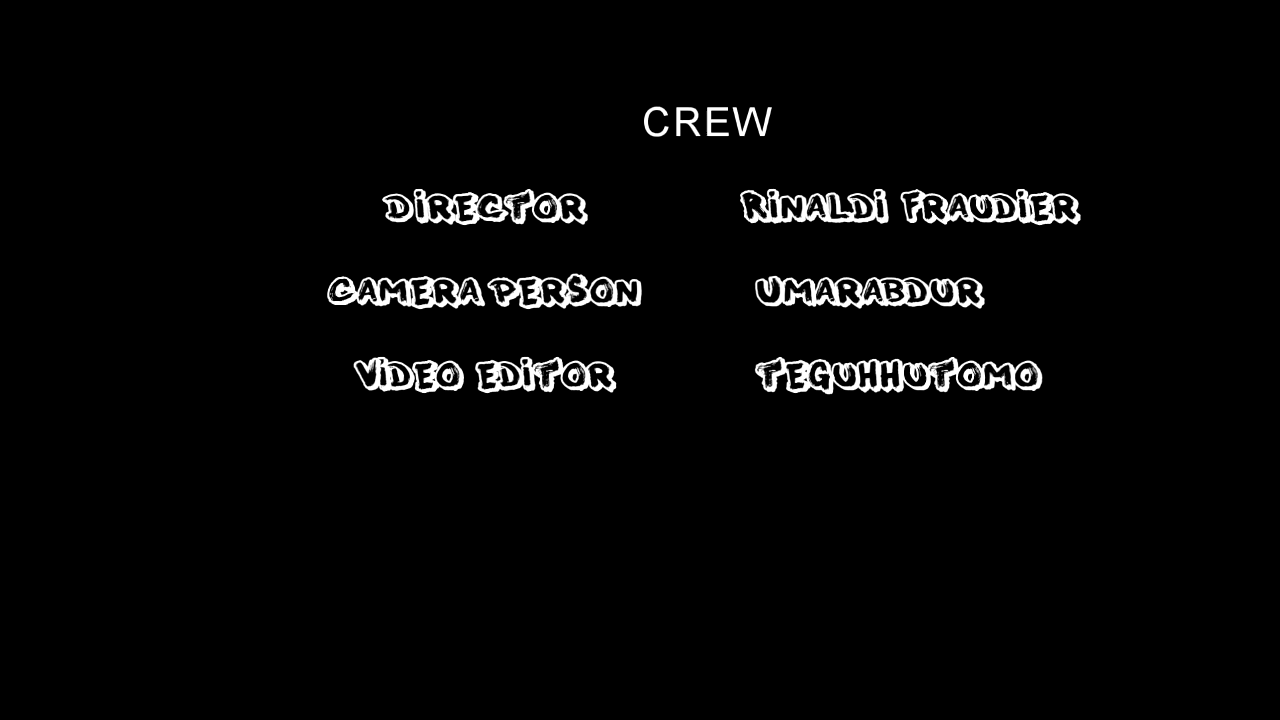 CREW
DIRECTOR RINALDI FRAUDIER
CAMERA PERSON UMARABDUR
VIDEO EDITOR TEGUHHUTOMO